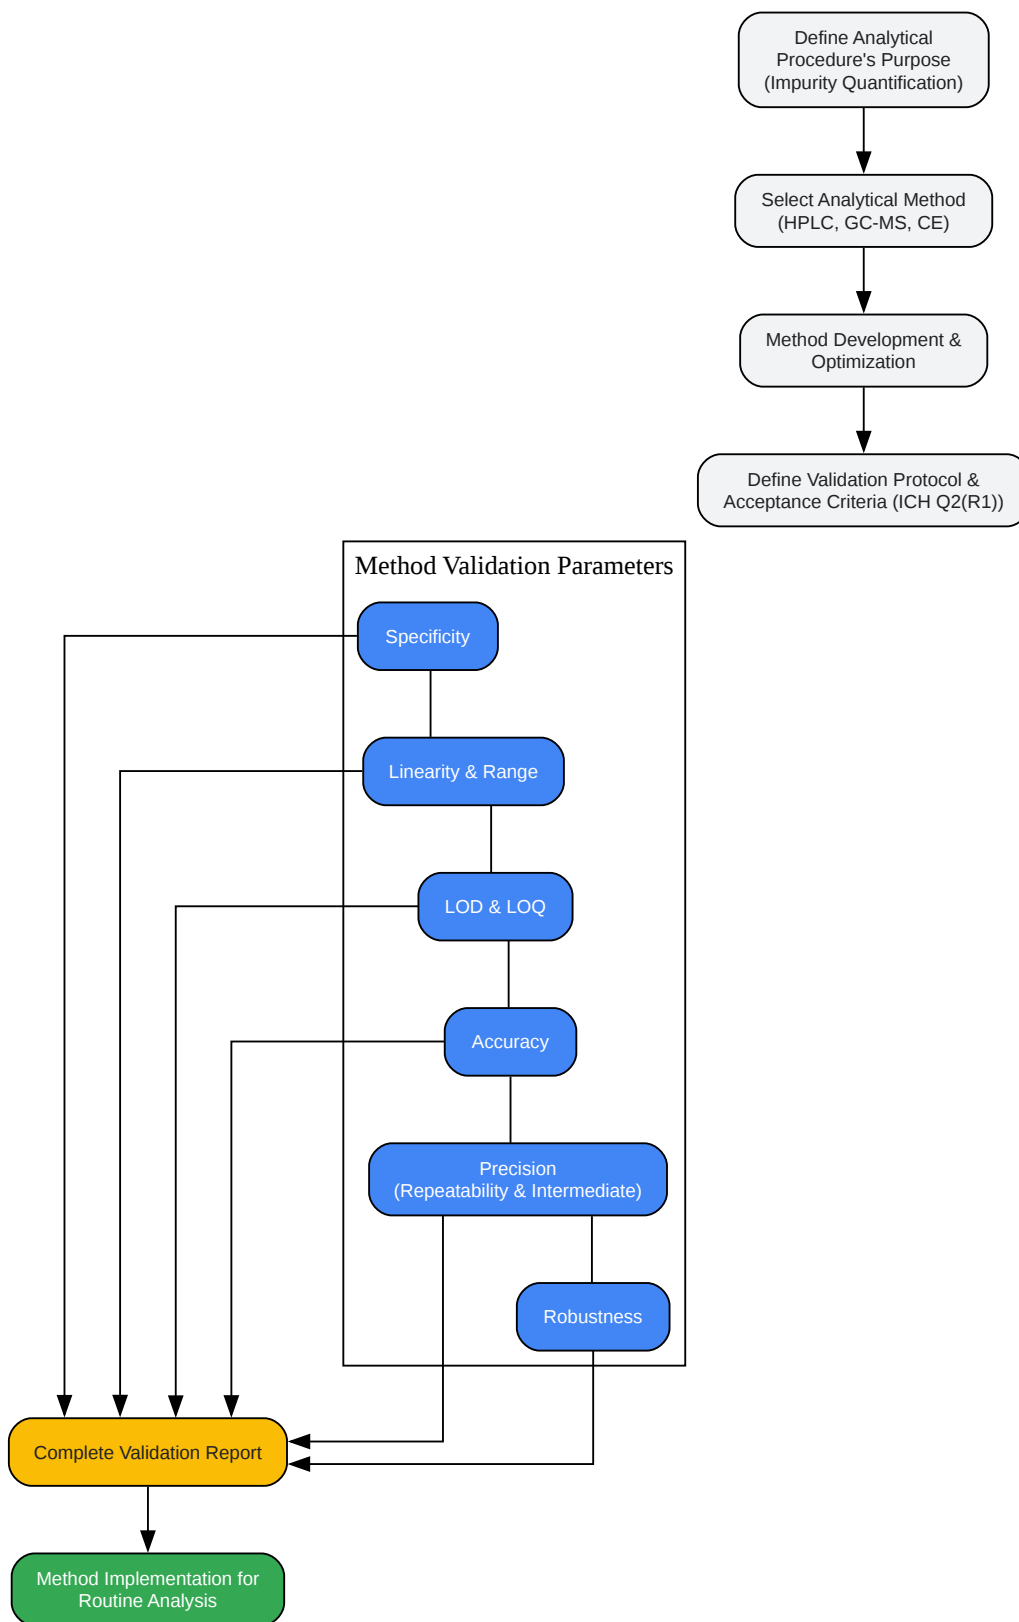 Define Analytical
Procedure's Purpose
(Impurity Quantification)
Select Analytical Method
(HPLC, GC-MS, CE)
Method Development &
Optimization
Define Validation Protocol &
Acceptance Criteria (ICH Q2(R1))
Method Validation Parameters
Specificity
Linearity & Range
LOD & LOQ
Accuracy
Precision
(Repeatability & Intermediate)
Robustness
Complete Validation Report
Method Implementation for
Routine Analysis